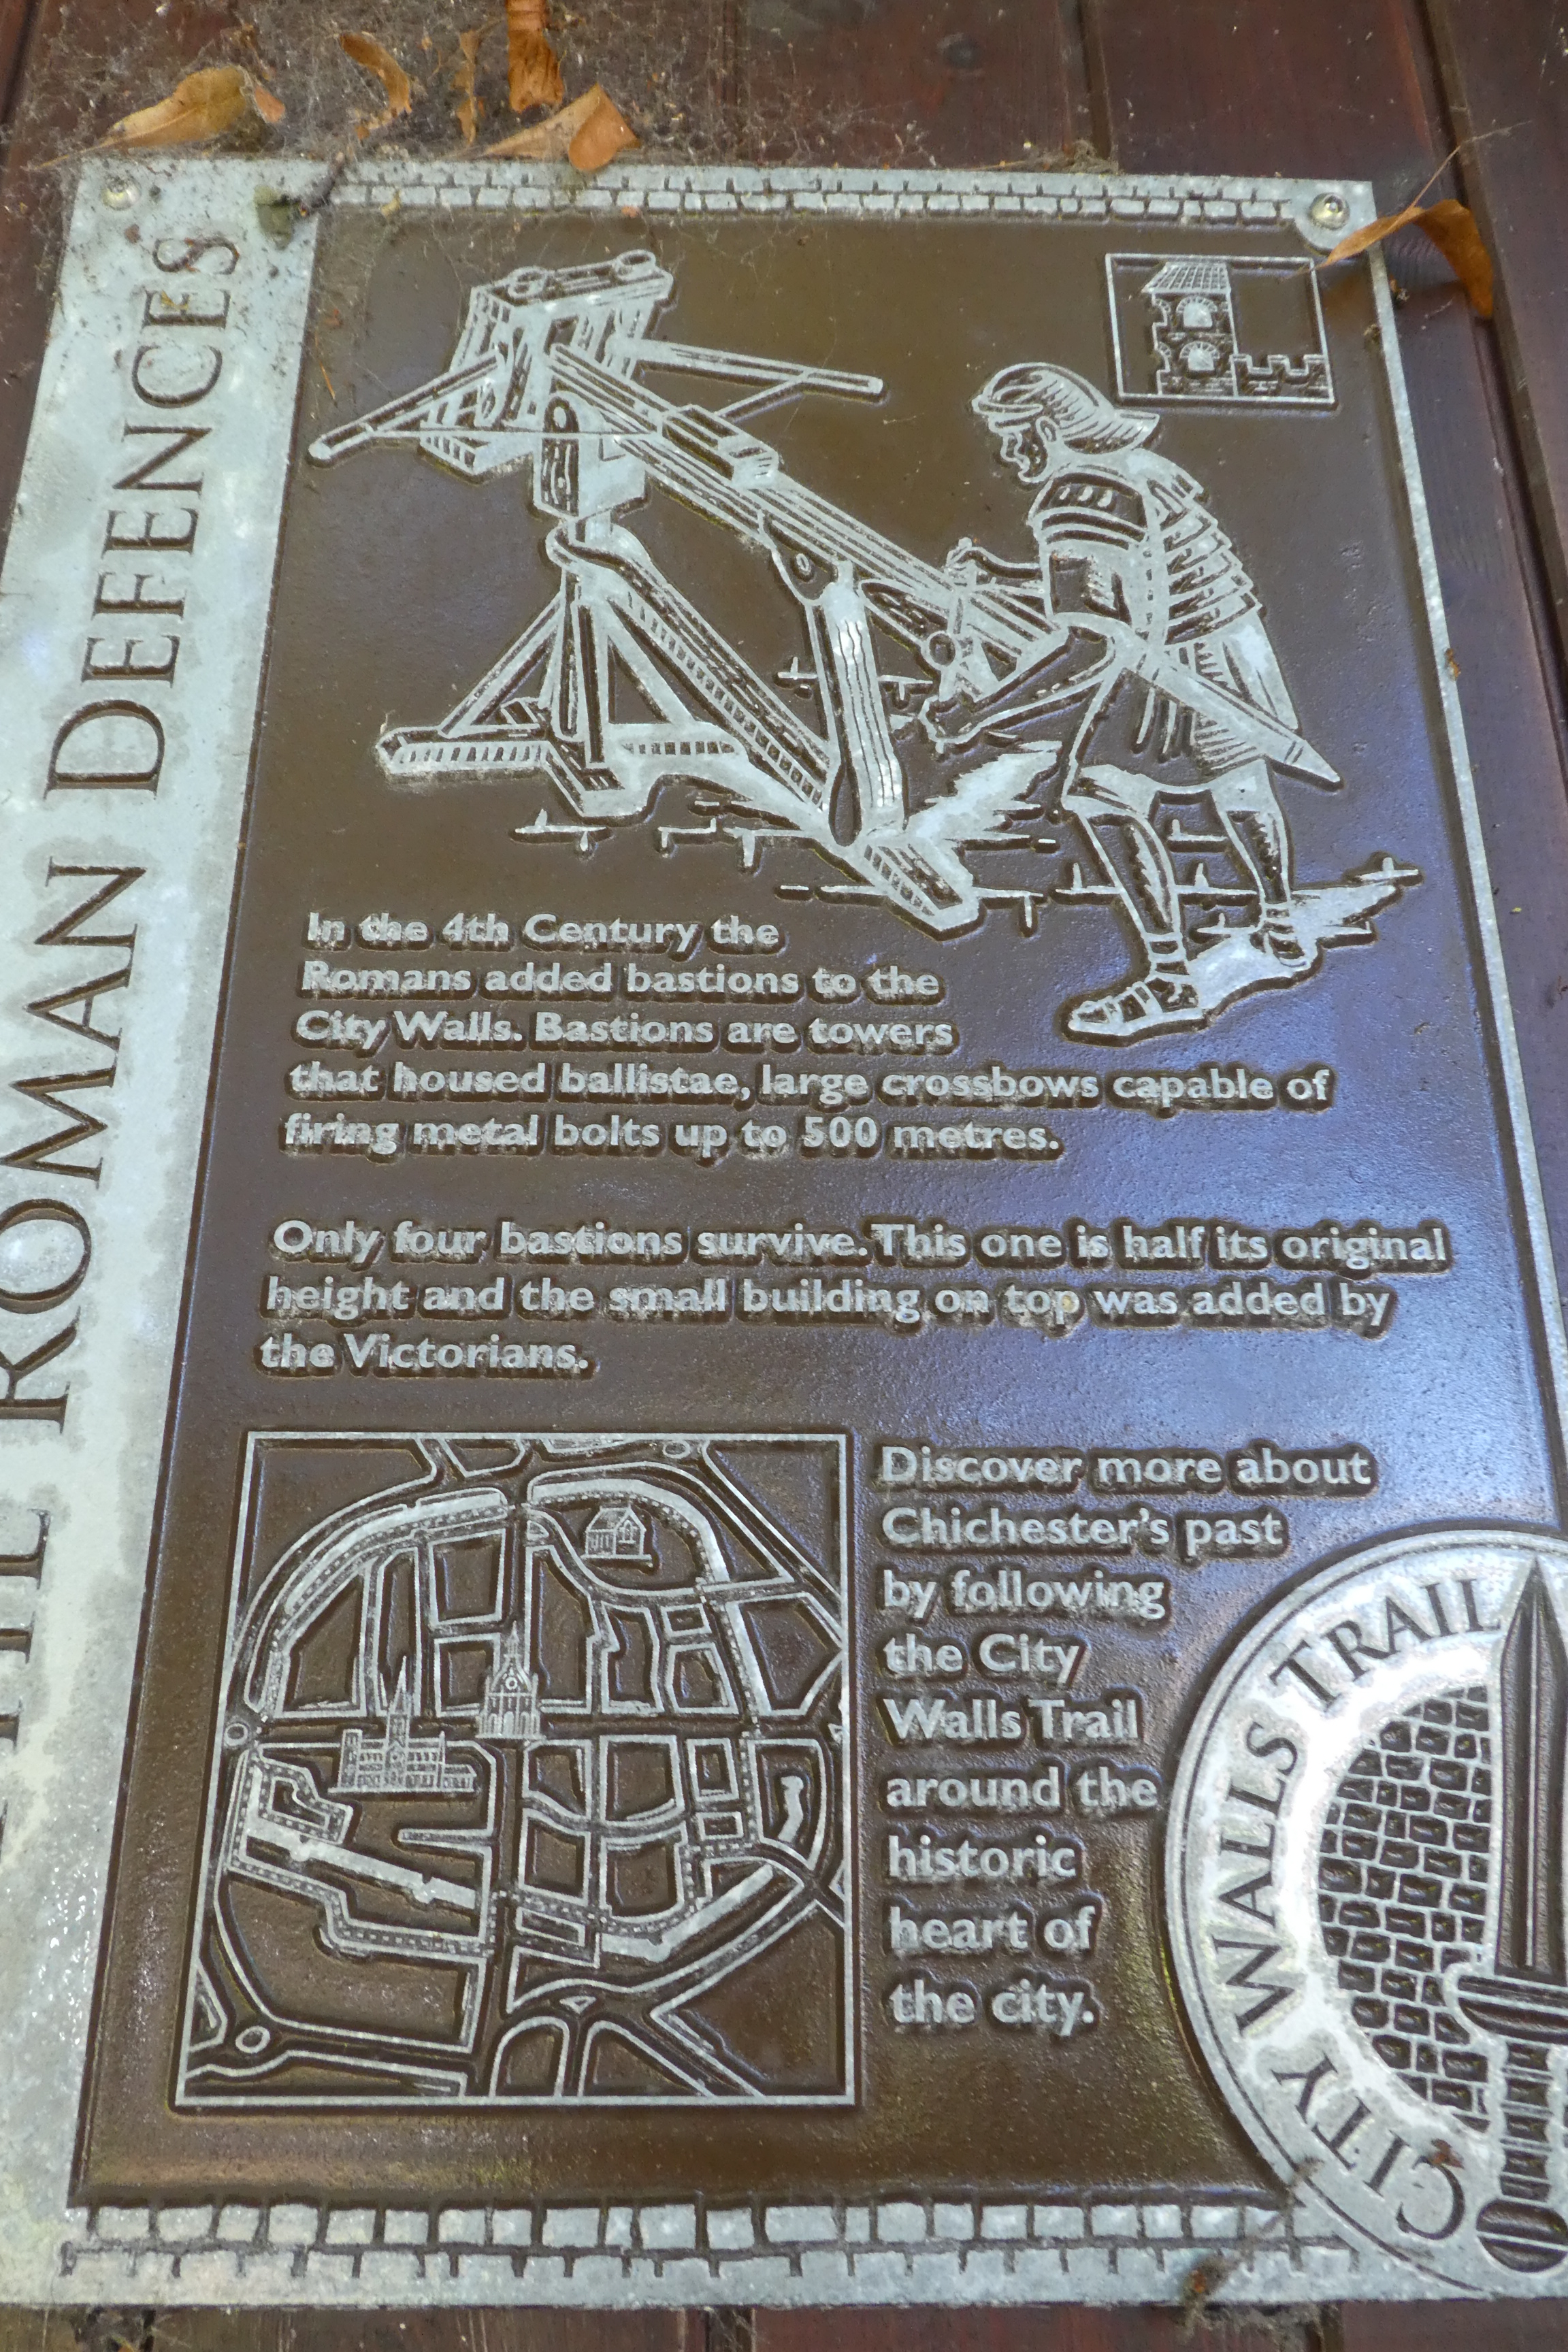 THE ROMAN DEFENCES
In the 4th Century the
Romans added bastions to the
City Walls. Bastions are towers
that housed ballistae, large crossbows capable of
firing metal bolts up to 500 metres.
Only four bastions survive. This one is half its original
height and the small building on top was added by
the Victorians.
Discover more about
Chichester's past
by following
the City
Walls Trail
around the
historic
heart of
the city.
CITY WALLS TRAIL